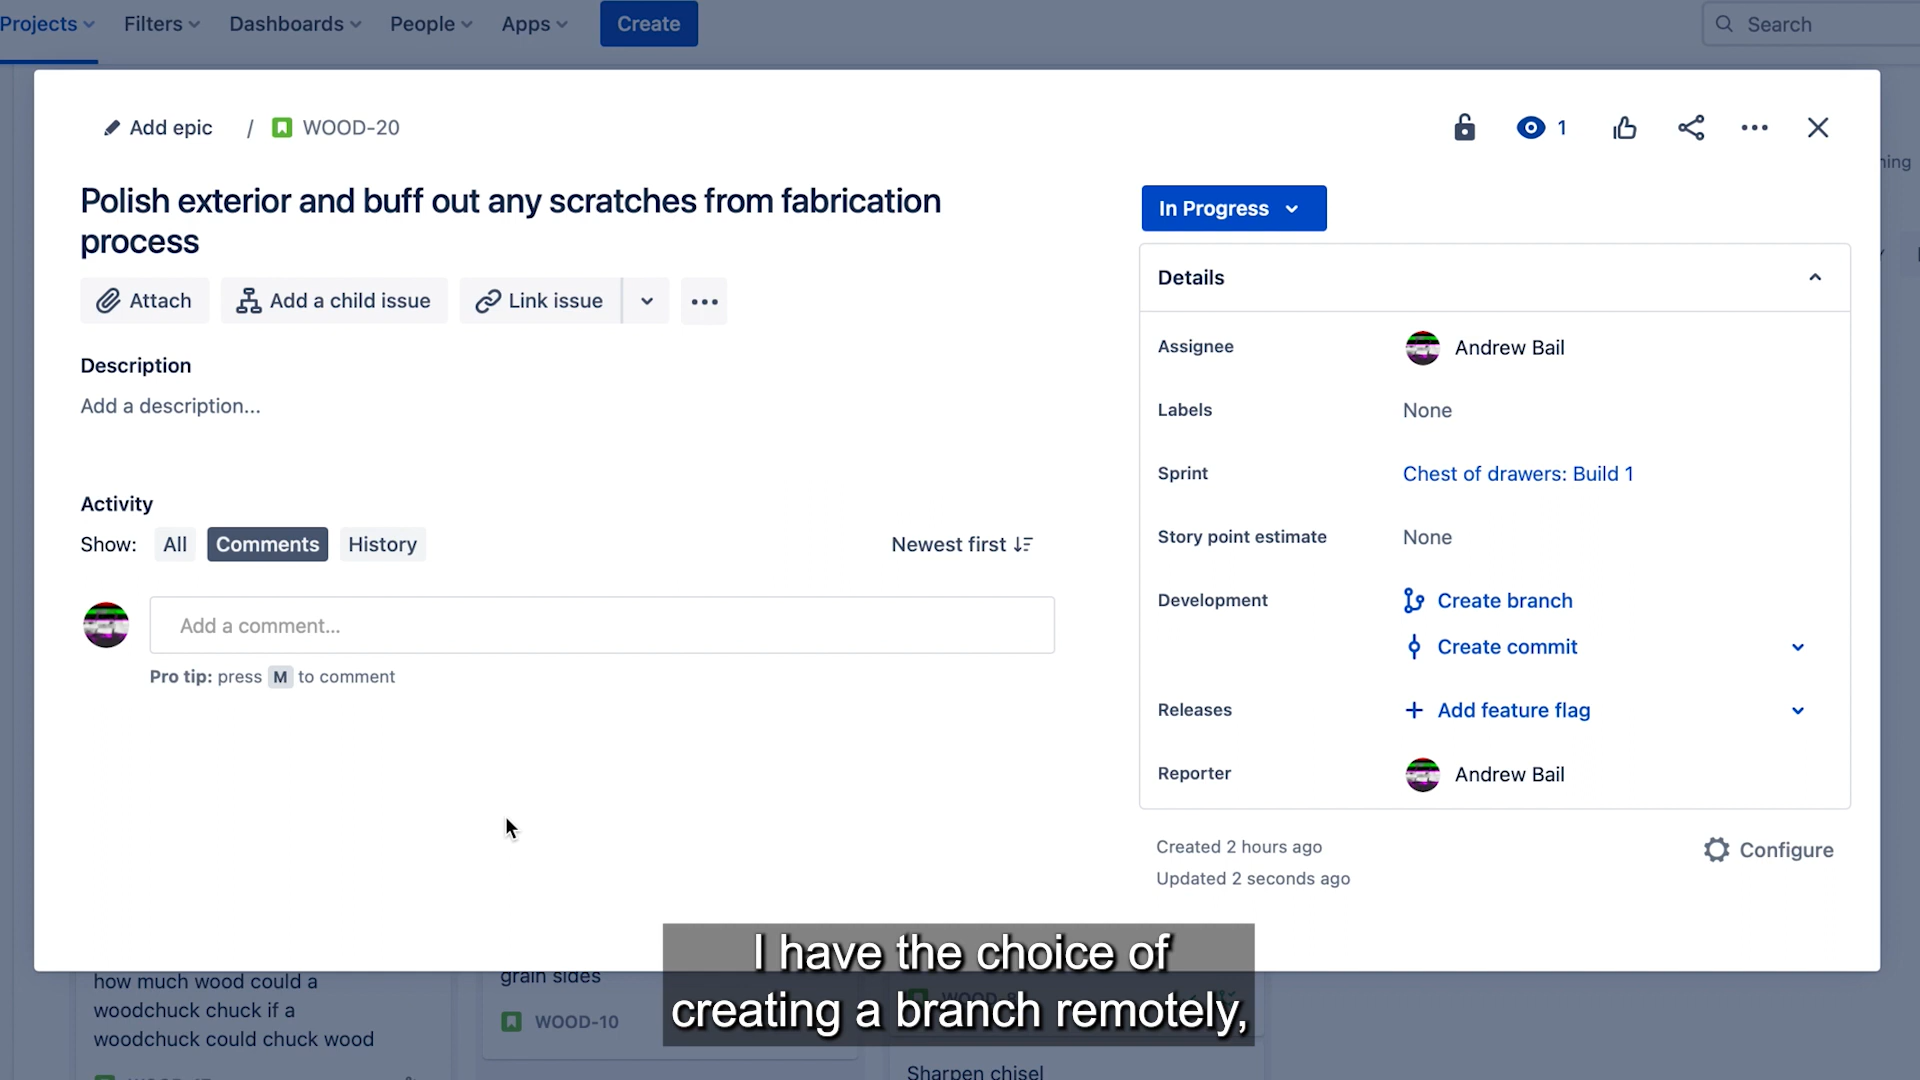 Projects Filters Dashboards People Apps Create Search
Add epic / WOOD-20 1
Polish exterior and buff out any scratches from fabrication
process
In Progress
Attach Add a child issue Link issue
Details
Description
Add a description...
Assignee Andrew Bail
Labels None
Sprint Chest of drawers: Build 1
Story point estimate None
Development Create branch
Create commit
Releases Add feature flag
Reporter Andrew Bail
Activity
Show: All Comments History Newest first
Add a comment...
Pro tip: press M to comment
Created 2 hours ago
Updated 2 seconds ago
Configure
I have the choice of
creating a branch remotely,
how much wood could a
woodchuck chuck if a
woodchuck could chuck wood
grain sides
WOOD-10
Sharpen chisel